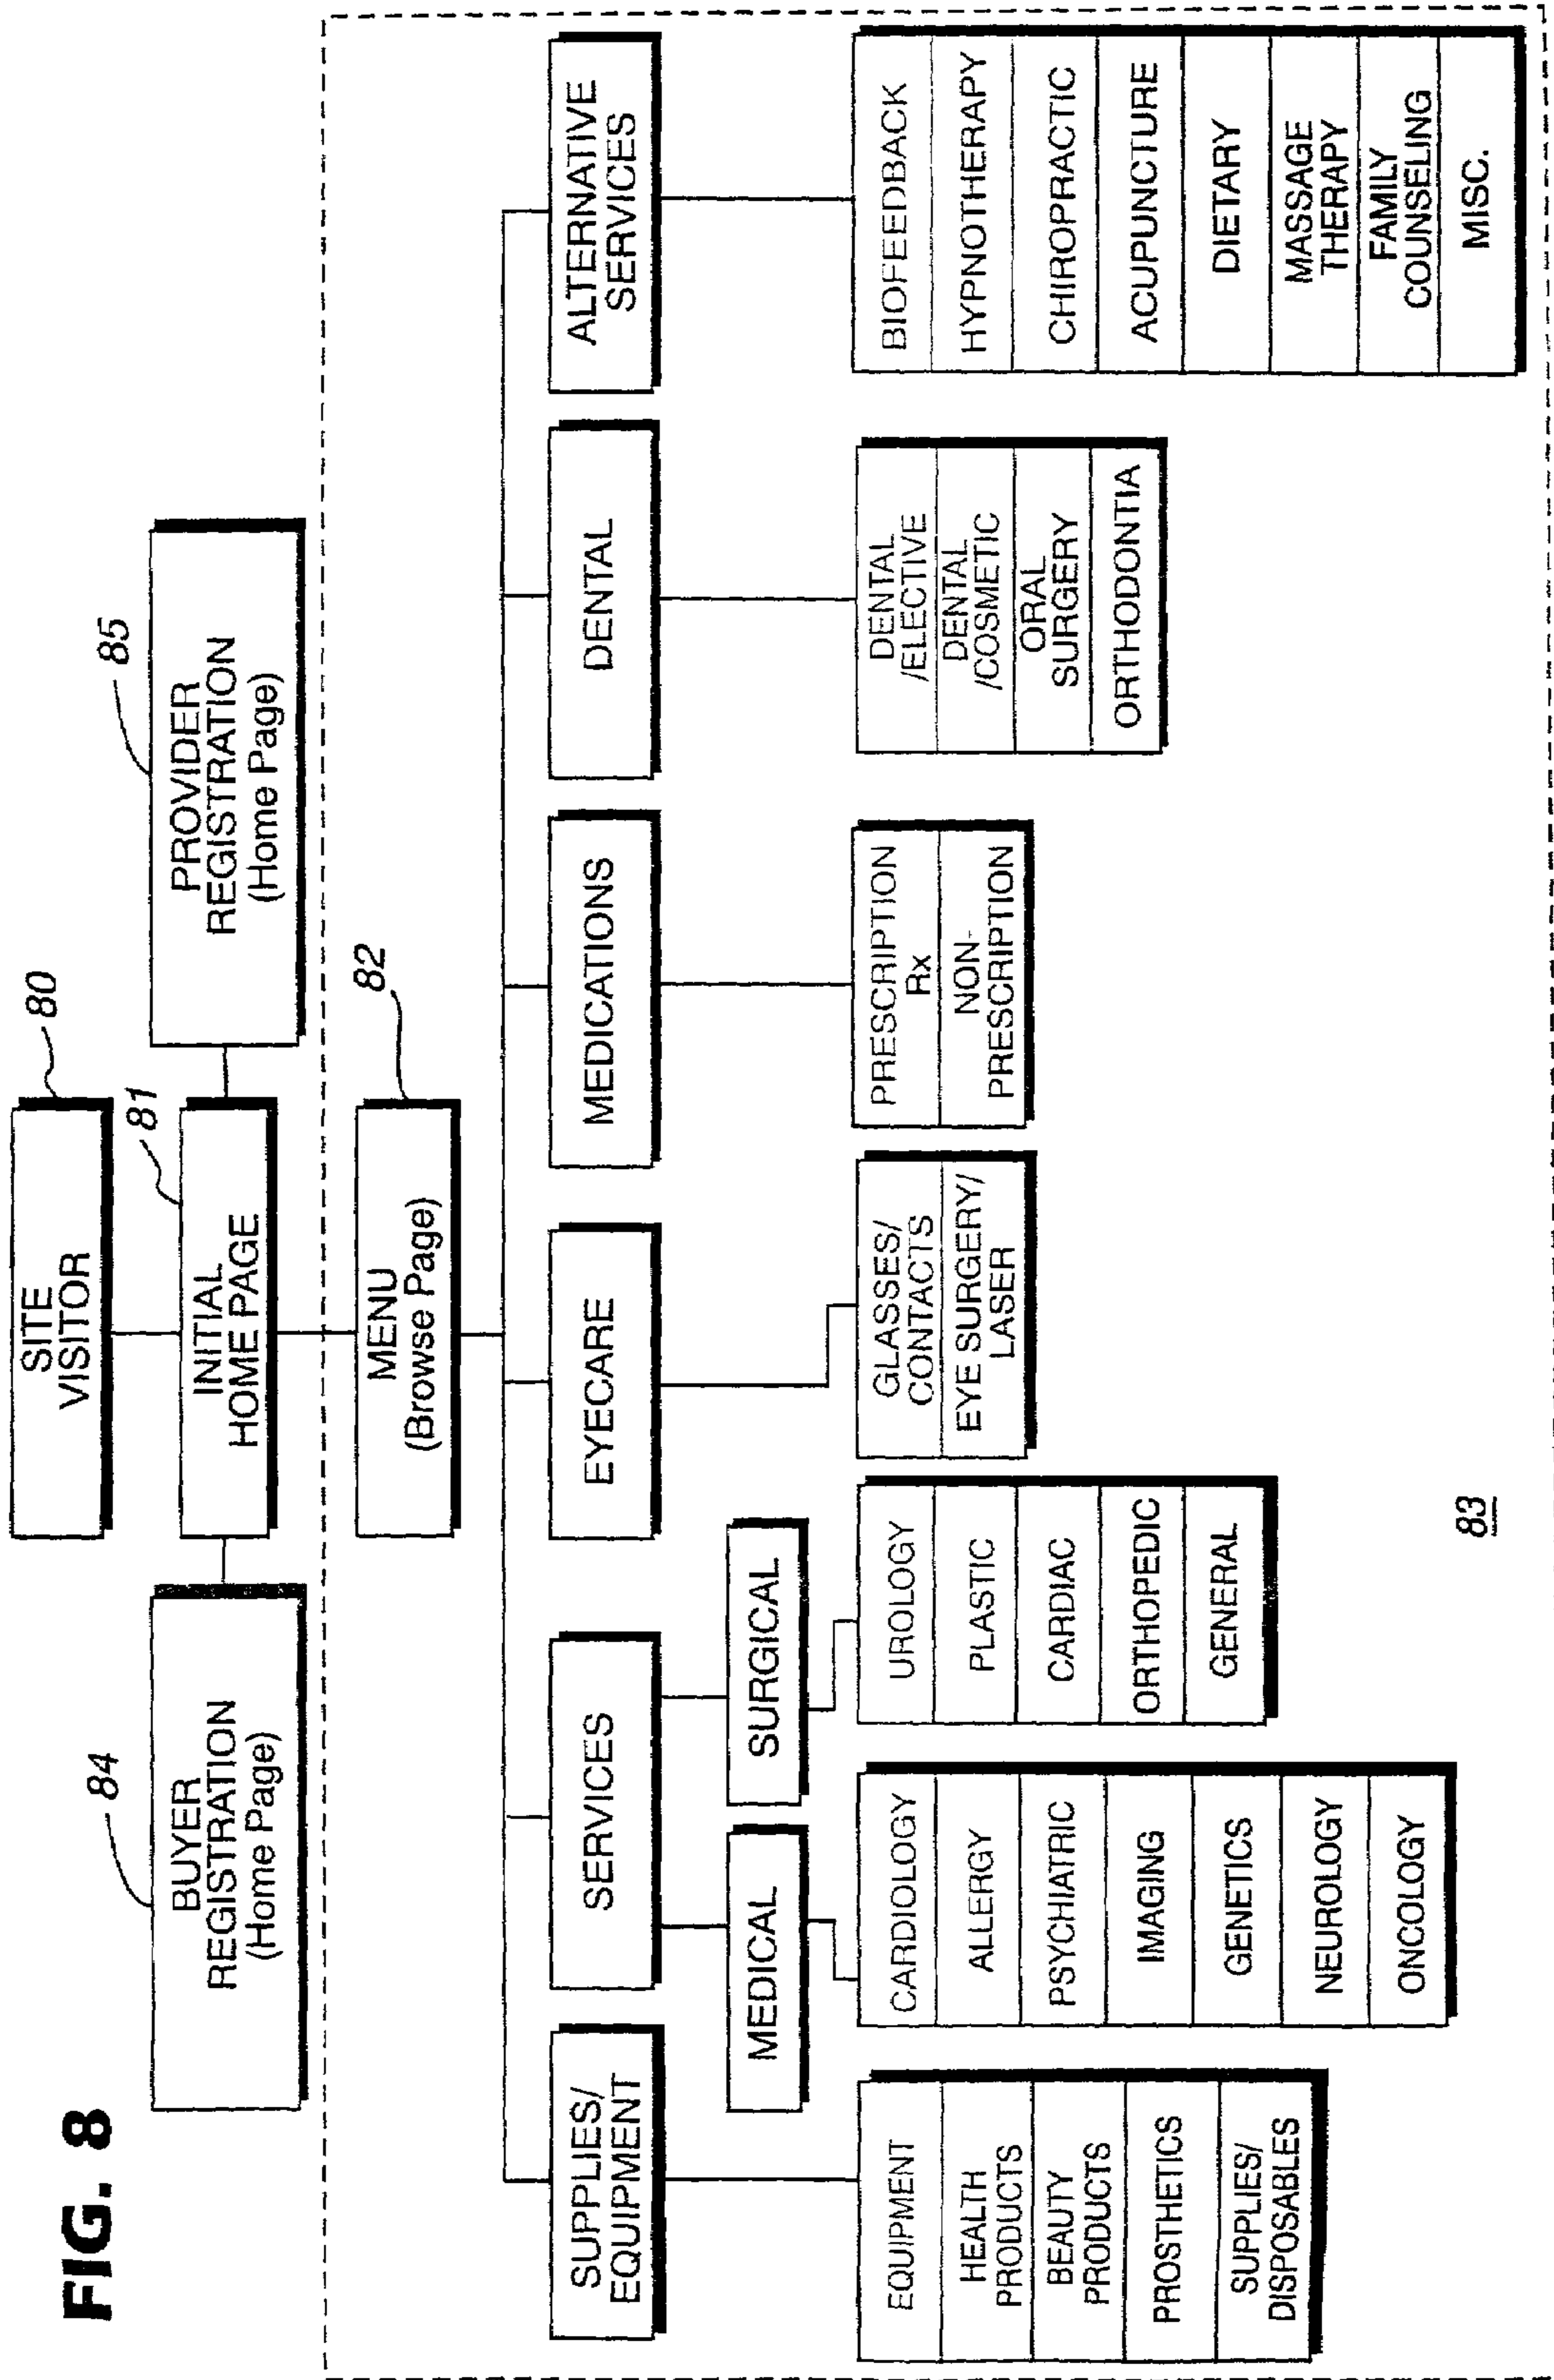 FIG. 8
SITE
VISITOR
80
84
BUYER
REGISTRATION
(Home Page)
INITIAL
HOME PAGE
81
85
PROVIDER
REGISTRATION
(Home Page)
MENU
(Browse Page)
82
SUPPLIES/
EQUIPMENT
SERVICES
EYECARE
MEDICATIONS
DENTAL
ALTERNATIVE
SERVICES
MEDICAL
SURGICAL
EQUIPMENT
HEALTH
PRODUCTS
BEAUTY
PRODUCTS
PROSTHETICS
SUPPLIES/
DISPOSABLES
CARDIOLOGY
ALLERGY
PSYCHIATRIC
IMAGING
GENETICS
NEUROLOGY
ONCOLOGY
UROLOGY
PLASTIC
CARDIAC
ORTHOPEDIC
GENERAL
GLASSES/
CONTACTS
EYE SURGERY/
LASER
PRESCRIPTION
Rx
NON-
PRESCRIPTION
DENTAL
/ELECTIVE
DENTAL
/COSMETIC
ORAL
SURGERY
ORTHODONTIA
BIOFEEDBACK
HYPNOTHERAPY
CHIROPRACTIC
ACUPUNCTURE
DIETARY
MASSAGE
THERAPY
FAMILY
COUNSELING
MISC.
83